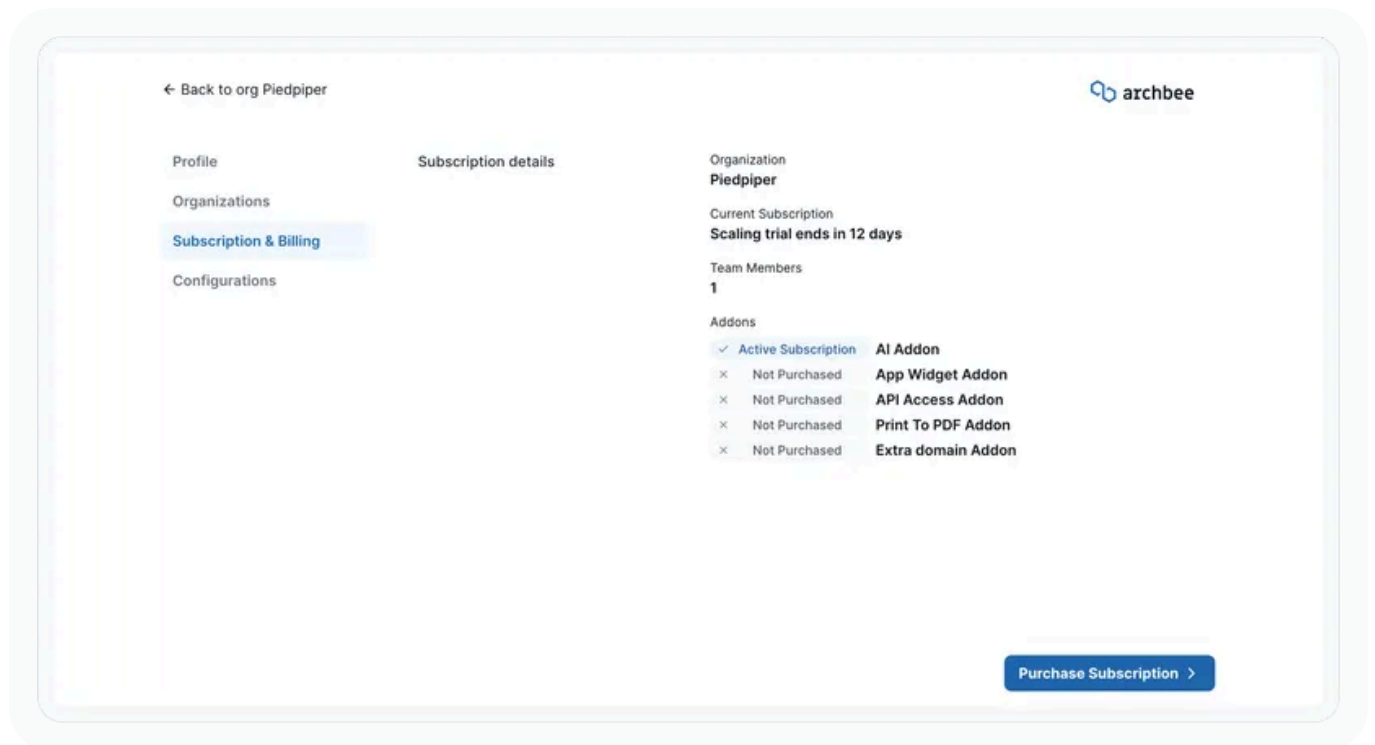 ← Back to org Piedpiper
archbee
Profile
Organizations
Subscription & Billing
Configurations
Subscription details
Organization
Piedpiper
Current Subscription
Scaling trial ends in 12 days
Team Members
1
Addons
✓ Active Subscription AI Addon
× Not Purchased App Widget Addon
× Not Purchased API Access Addon
× Not Purchased Print To PDF Addon
× Not Purchased Extra domain Addon
Purchase Subscription >